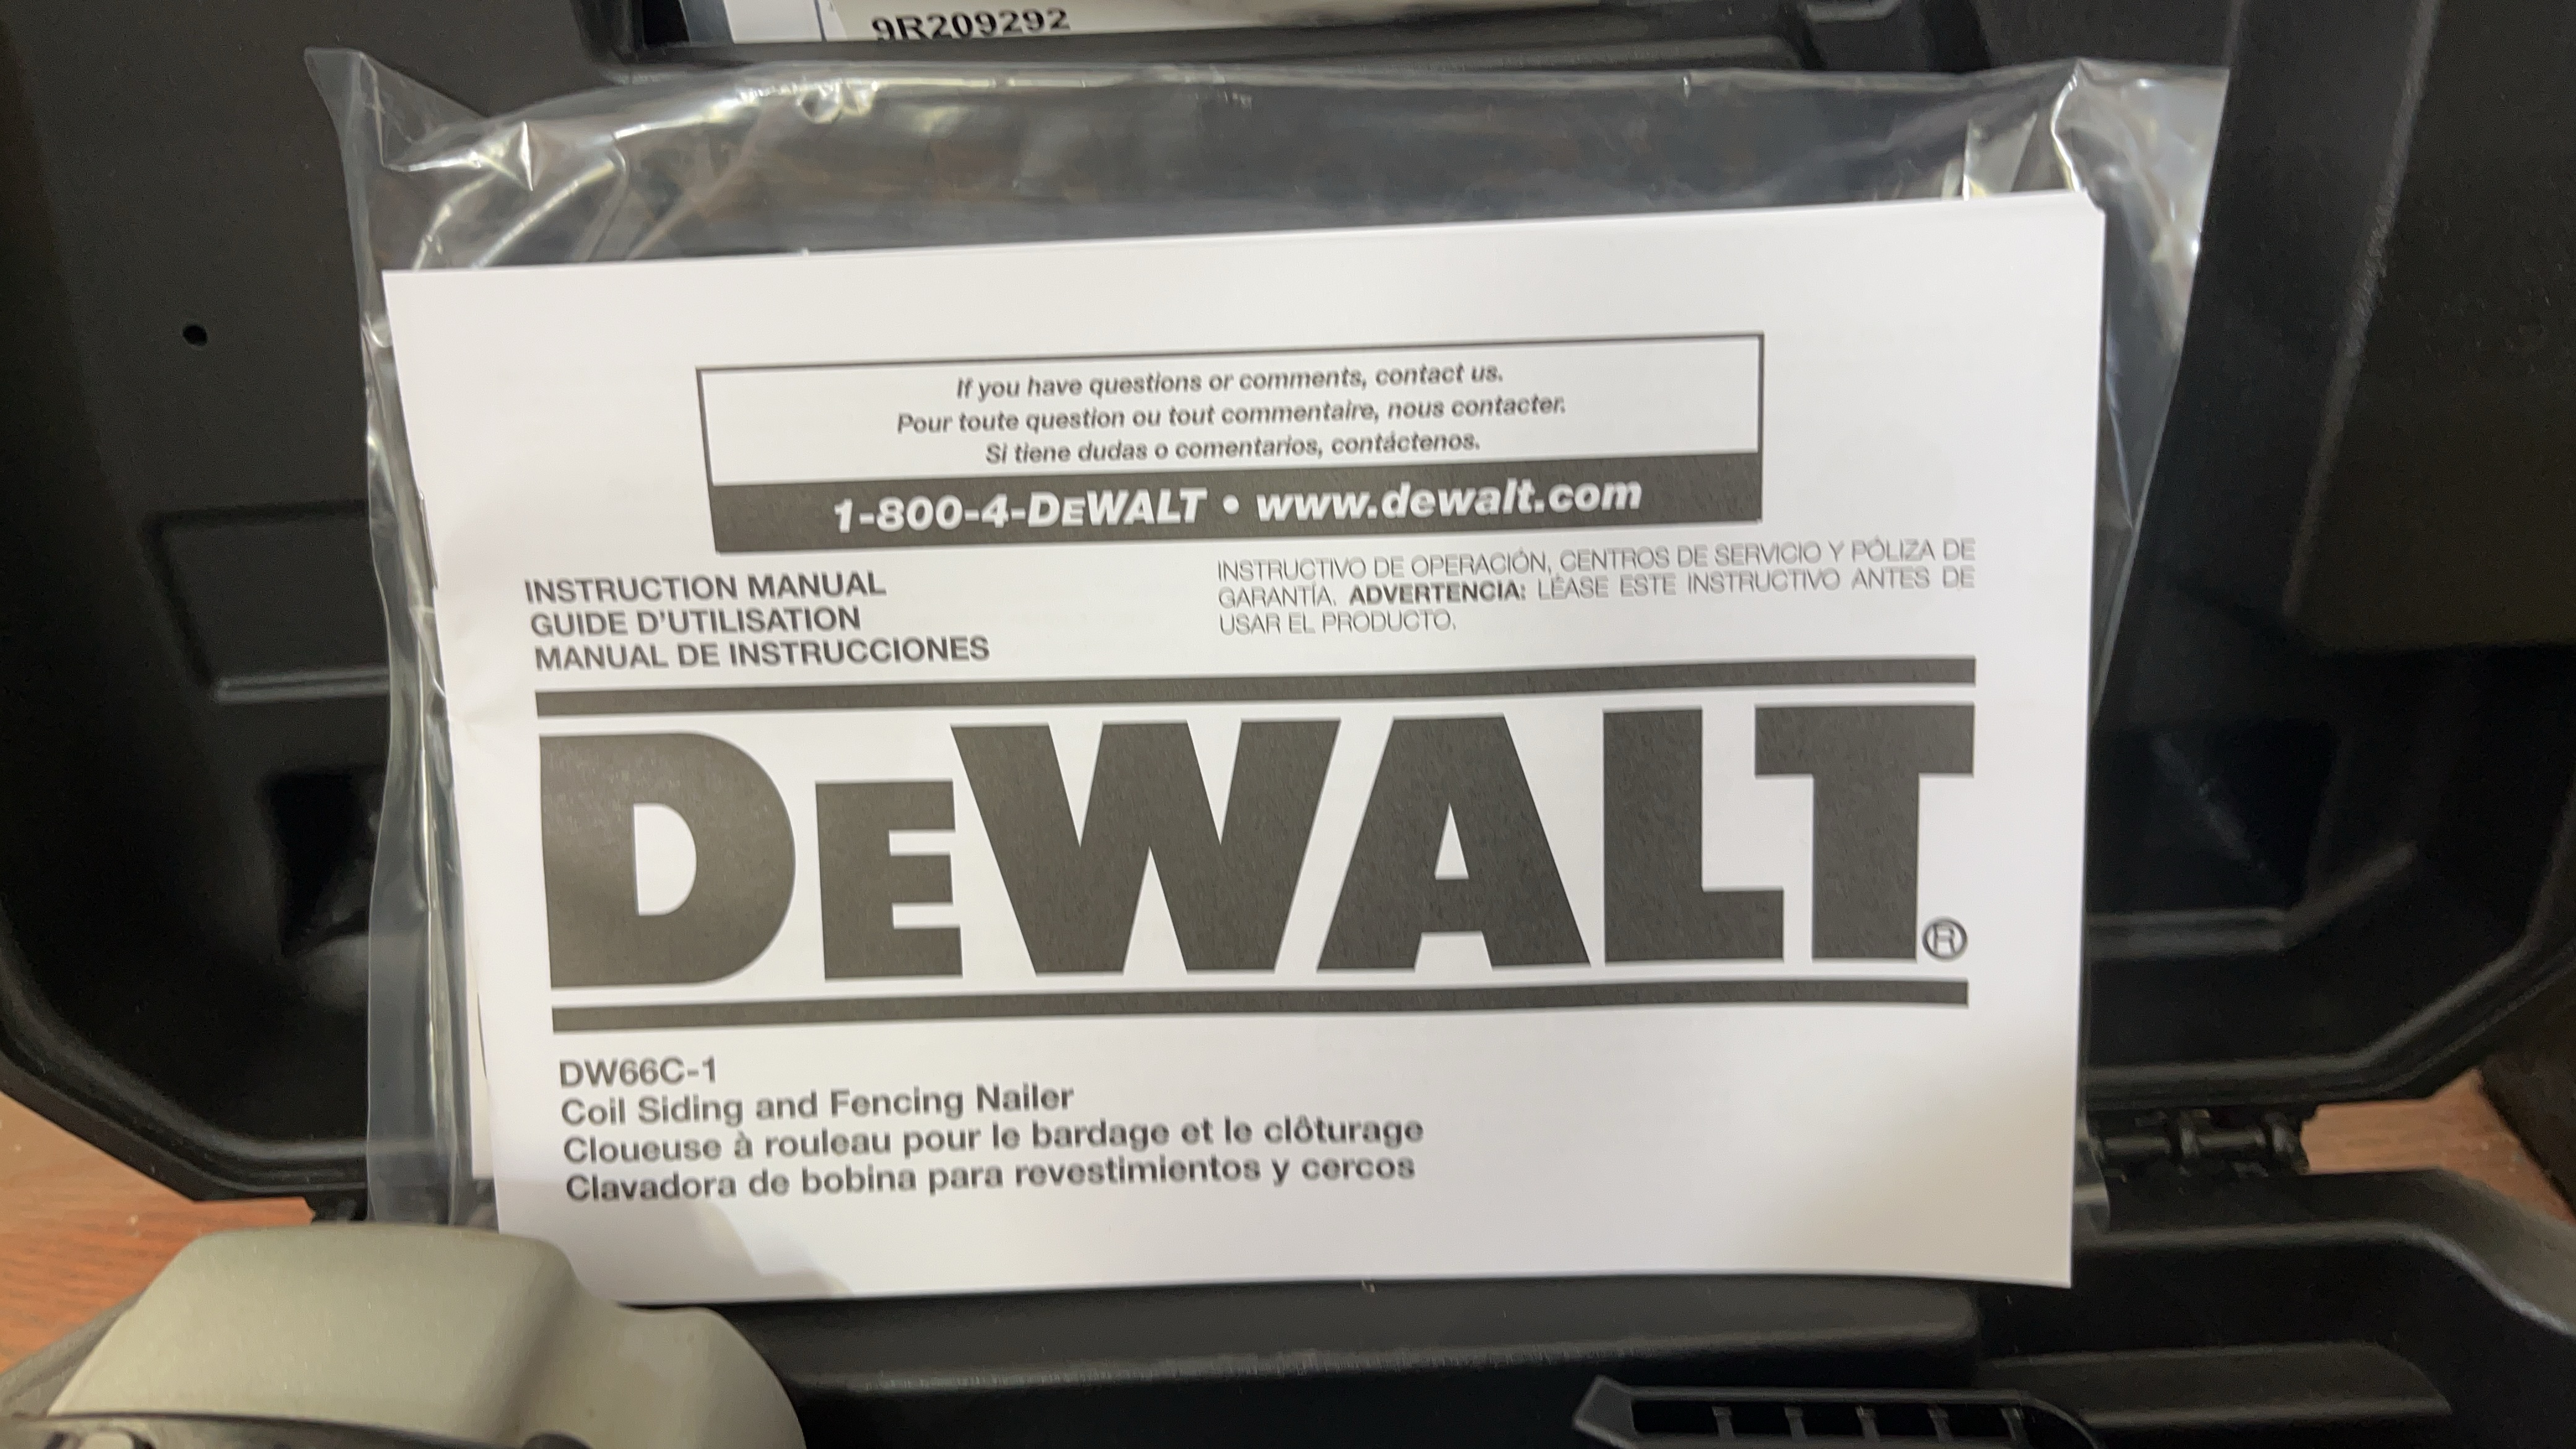 9R209292
If you have questions or comments, contact us.
Pour toute question ou tout commentaire, nous contacter.
Si tiene dudas o comentarios, contáctenos.
1-800-4-DEWALT • www.dewalt.com
INSTRUCTION MANUAL
GUIDE D'UTILISATION
MANUAL DE INSTRUCCIONES
INSTRUCTIVO DE OPERACIÓN, CENTROS DE SERVICIO Y PÓLIZA DE
GARANTÍA. ADVERTENCIA: LÉASE ESTE INSTRUCTIVO ANTES DE
USAR EL PRODUCTO.
DEWALT®
DW66C-1
Coil Siding and Fencing Nailer
Cloueuse à rouleau pour le bardage et le clôturage
Clavadora de bobina para revestimientos y cercos